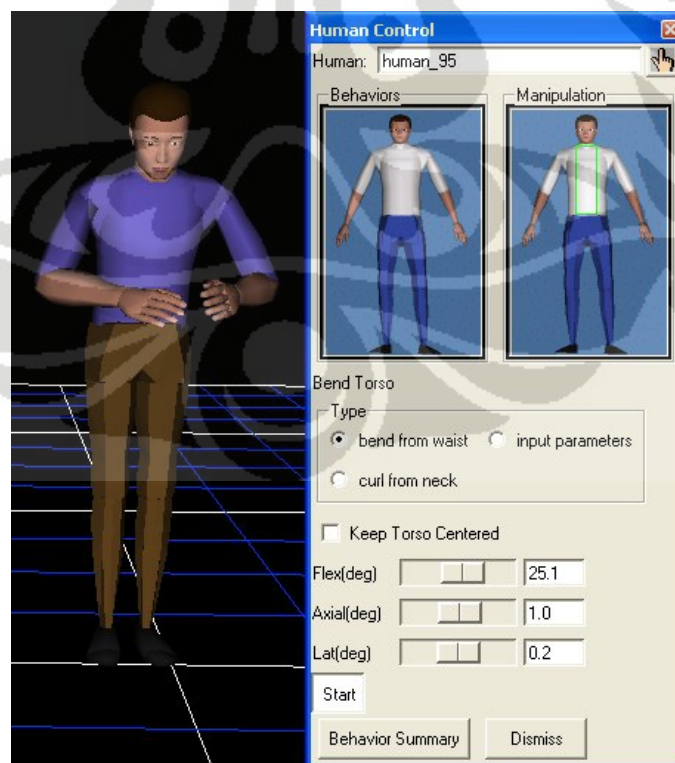 Human Control
Human: human_95
Behaviors Manipulation
Bend Torso
Type
bend from waist input parameters
curl from neck
Keep Torso Centered
Flex(deg) 25.1
Axial(deg) 1.0
Lat(deg) 0.2
Start
Behavior Summary Dismiss